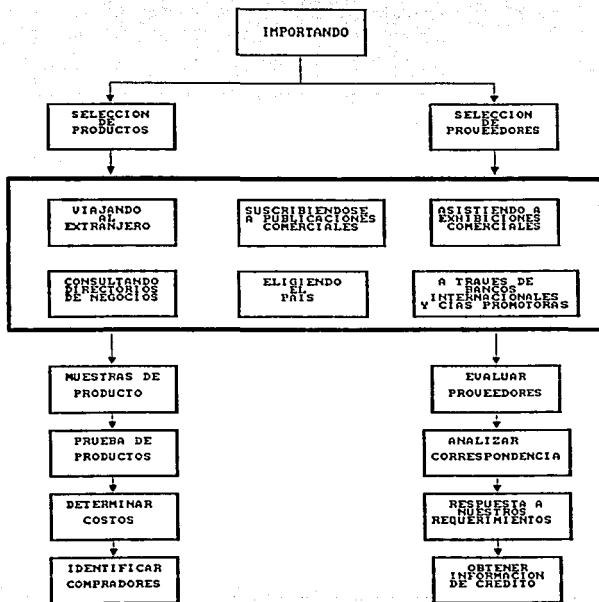 IMPORTANDO
SELECCION
DE
PRODUCTOS
SELECCION
DE
PROVEEDORES
VIAJANDO
AL
EXTRANJERO
SUSCRIBIENDOSE
A PUBLICACIONES
COMERCIALES
ASISTIENDO A
EXHIBICIONES
COMERCIALES
CONSULTANDO
DIRECTORIOS
DE NEGOCIOS
ELIGIENDO
EL
PAIS
A TRAVES DE
BANCOS
INTERNACIONALES
Y CIAS PROMOTORAS
MUESTRAS DE
PRODUCTO
EVALUAR
PROVEEDORES
PRUEBA DE
PRODUCTOS
ANALIZAR
CORRESPONDENCIA
DETERMINAR
COSTOS
RESPUESTA A
NUESTROS
REQUERIMIENTOS
IDENTIFICAR
COMPRADORES
OBTENER
INFORMACION
DE CREDITO